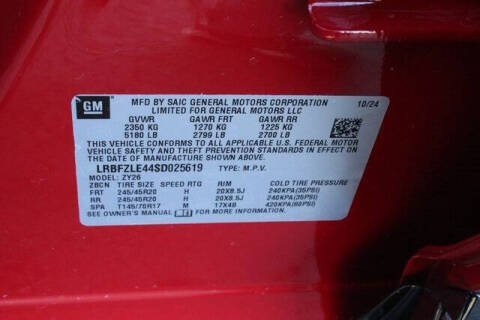 GM
MFD BY SAIC GENERAL MOTORS CORPORATION 10/24
LIMITED FOR GENERAL MOTORS LLC
GVWR GAWR FRT GAWR RR
2350 KG 1270 KG 1225 KG
5180 LB 2799 LB 2700 LB
THIS VEHICLE CONFORMS TO ALL APPLICABLE U.S. FEDERAL MOTOR
VEHICLE SAFETY AND THEFT PREVENTION STANDARDS IN EFFECT ON
THE DATE OF MANUFACTURE SHOWN ABOVE.
LRBFZLE44SD025619 TYPE: M.P.V.
MODEL: ZY26
ZBCN TIRE SIZE SPEED RTG RIM COLD TIRE PRESSURE
FRT 245/45R20 H 20X8.5J 240KPA(35PSI)
RR 245/45R20 H 20X8.5J 240KPA(35PSI)
SPA T145/70R17 M 17X4B 420KPA(60PSI)
SEE OWNER'S MANUAL FOR MORE INFORMATION.